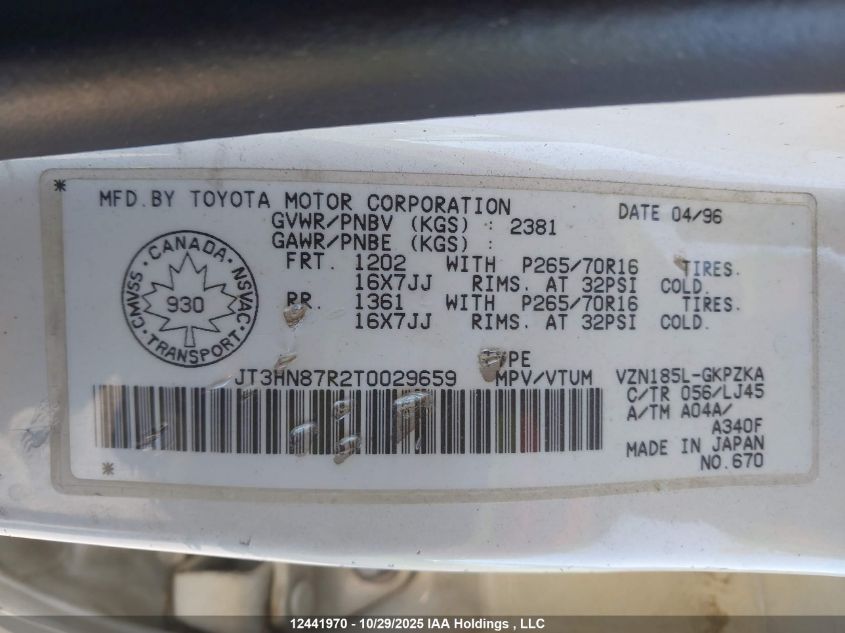 * MFD.BY TOYOTA MOTOR CORPORATION DATE 04/96
GVWR/PNBV (KGS) : 2381
GAWR/PNBE (KGS) :
FRT. 1202 WITH P265/70R16 TIRES.
16X7JJ RIMS. AT 32PSI COLD.
RR. 1361 WITH P265/70R16 TIRES.
16X7JJ RIMS. AT 32PSI COLD.
CANADA
CMVSS 930 NSVAC
TRANSPORT
JT3HN87R2T0029659 MPV/VTUM
VZN185L-GKPZKA
C/TR 056/LJ45
A/TM A04A/
A340F
MADE IN JAPAN
* NO.670
12441970 - 10/29/2025 IAA Holdings , LLC